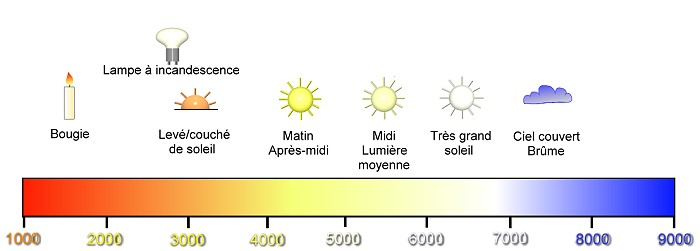 Lampe à incandescence
Bougie
Levé/couché
de soleil
Matin
Après-midi
Midi
Lumière
moyenne
Très grand
soleil
Ciel couvert
Brûme
1000 2000 3000 4000 5000 6000 7000 8000 9000